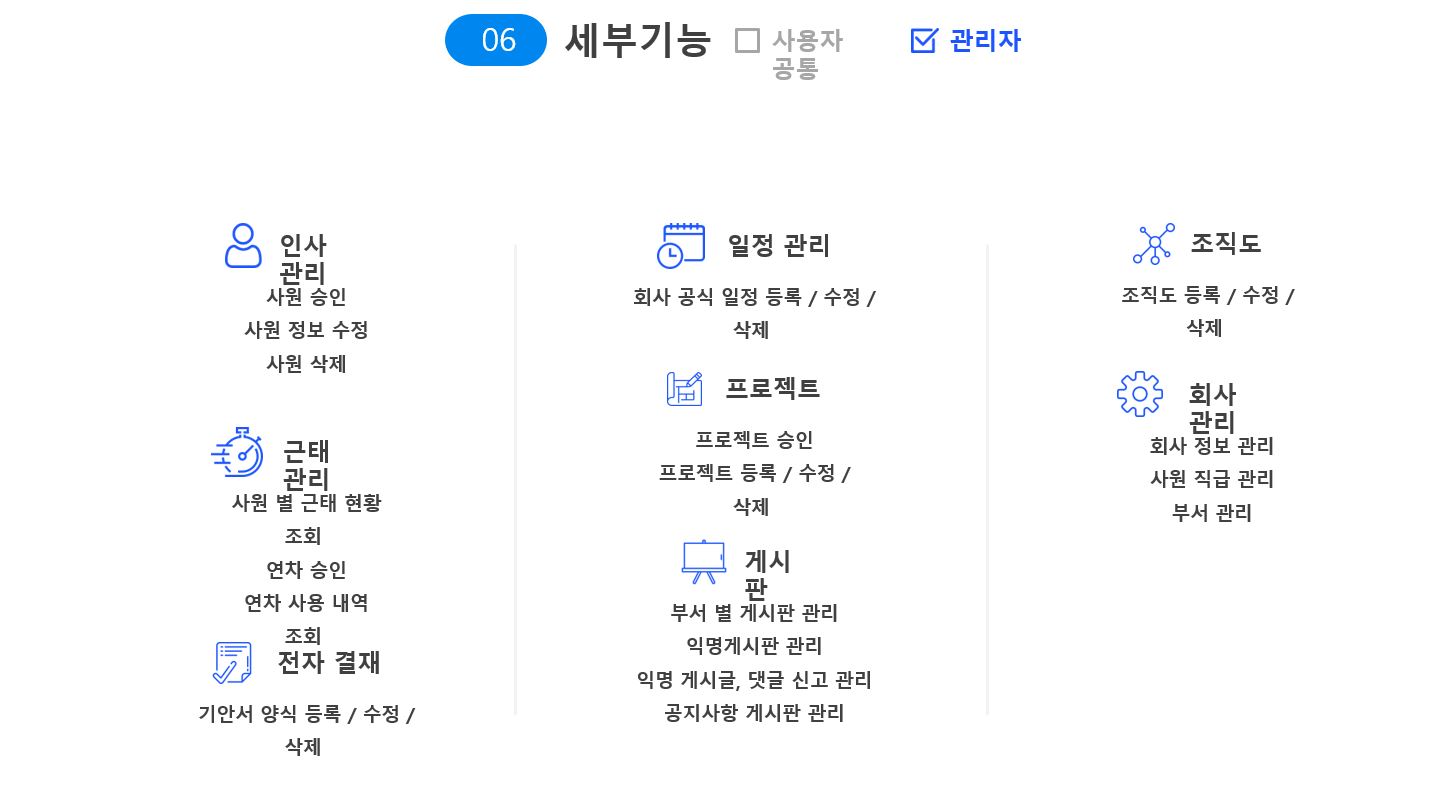 06
세부기능
사용자
공통
관리자
인사
관리
사원 승인
사원 정보 수정
사원 삭제
근태
관리
사원 별 근태 현황
조회
연차 승인
연차 사용 내역
조회
전자 결재
기안서 양식 등록 / 수정 /
삭제
일정 관리
회사 공식 일정 등록 / 수정 /
삭제
프로젝트
프로젝트 승인
프로젝트 등록 / 수정 /
삭제
게시
판
부서 별 게시판 관리
익명게시판 관리
익명 게시글, 댓글 신고 관리
공지사항 게시판 관리
조직도
조직도 등록 / 수정 /
삭제
회사
관리
회사 정보 관리
사원 직급 관리
부서 관리